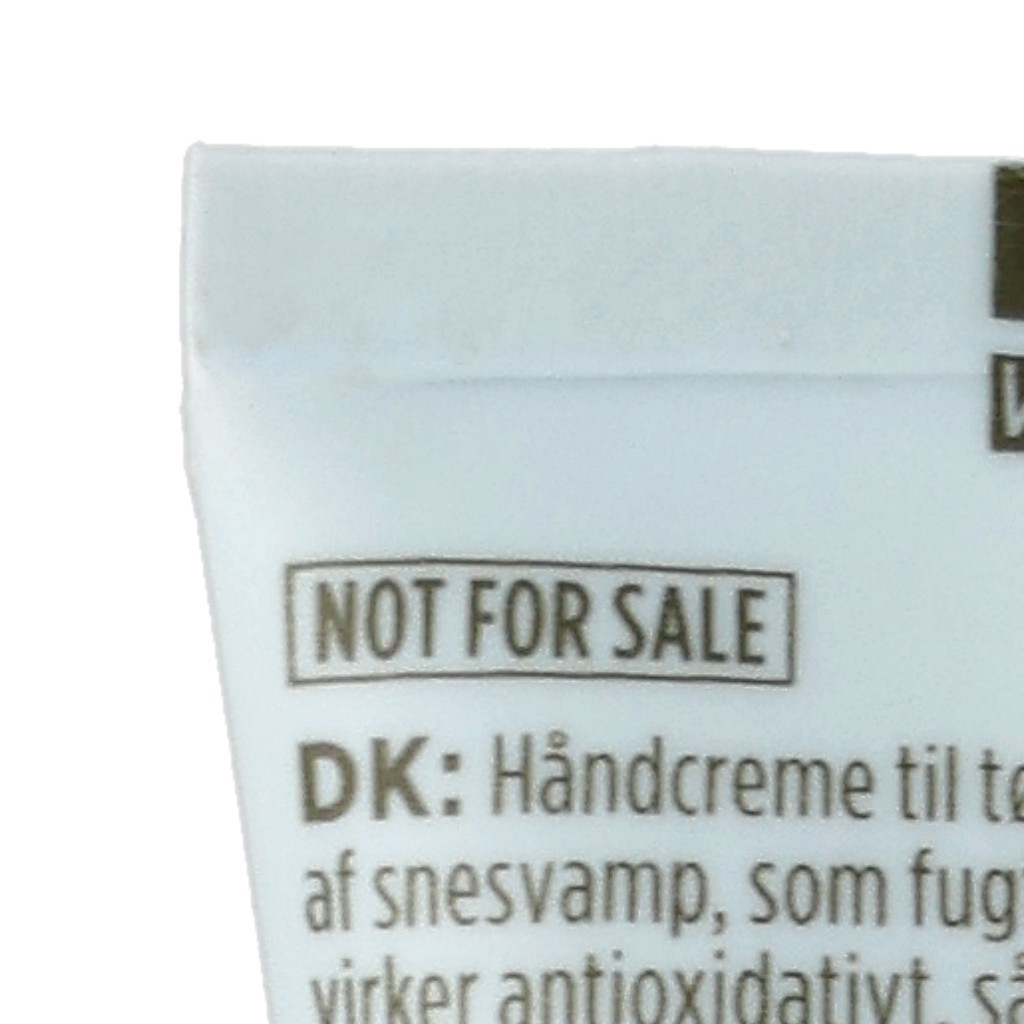 NOT FOR SALE
DK: Håndcreme til
af snesvamp, som
virker antioxidativt,